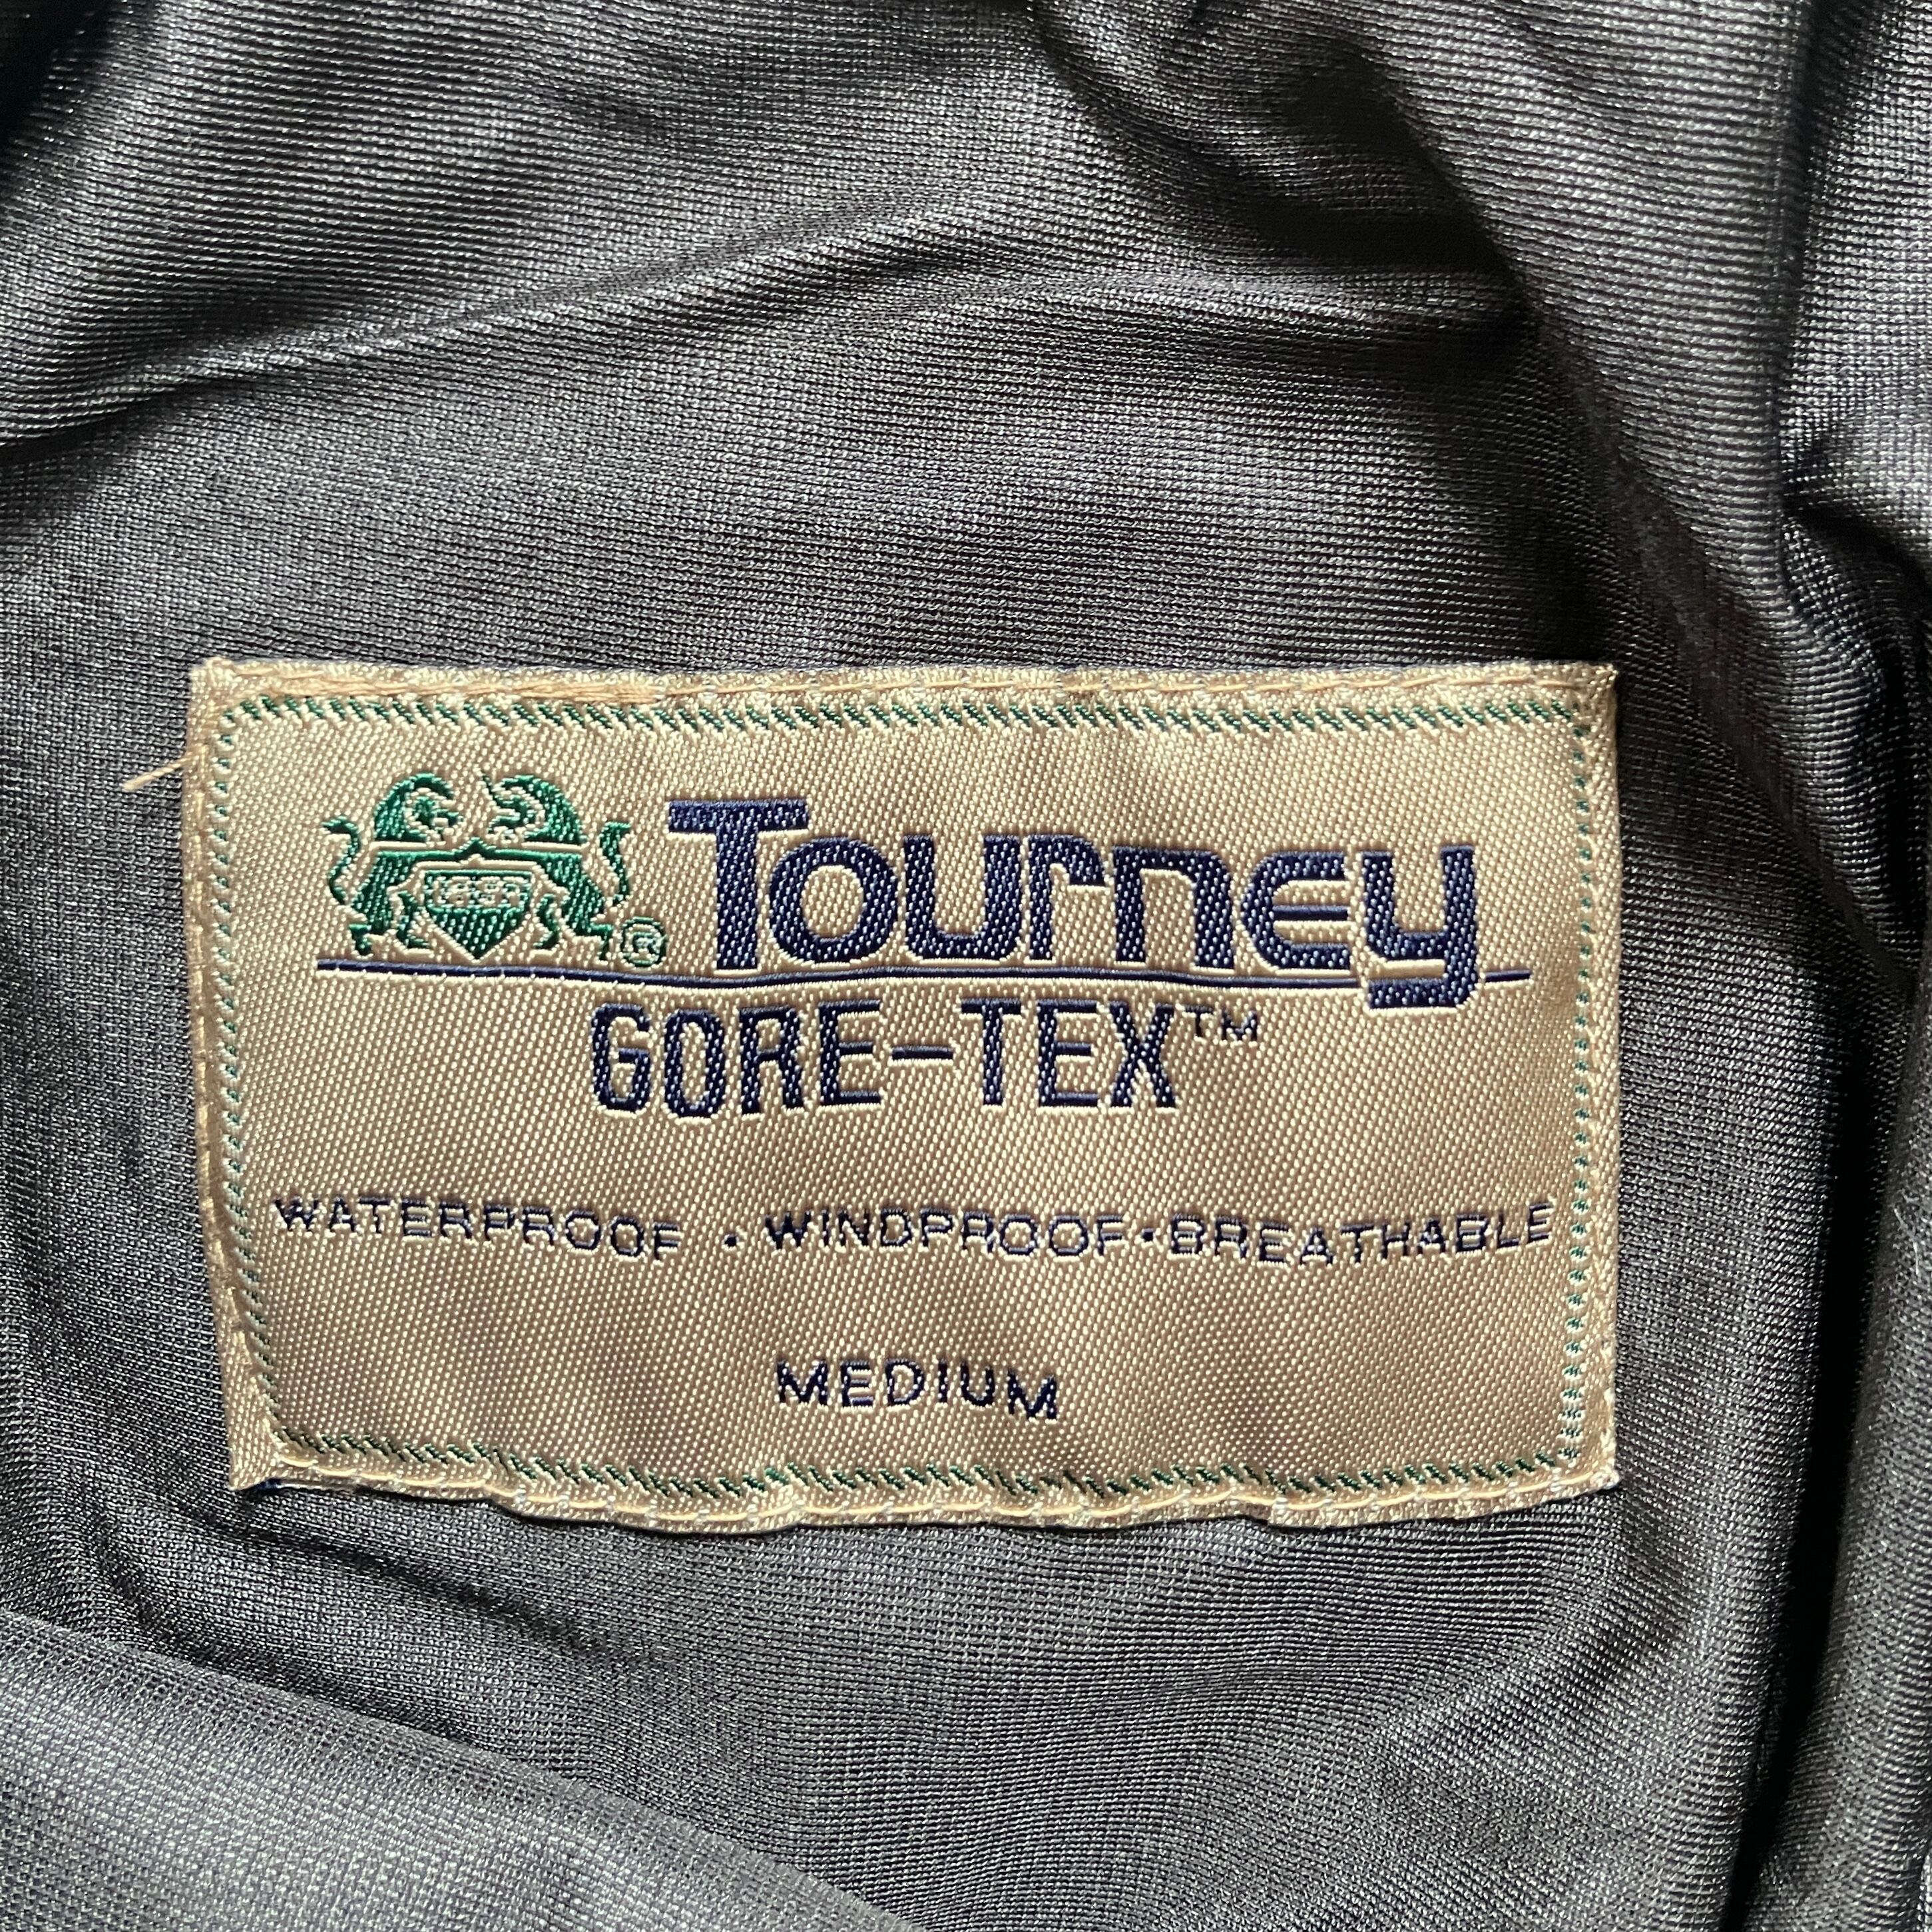 ® Tourney
GORE-TEX™
WATERPROOF · WINDPROOF · BREATHABLE
MEDIUM